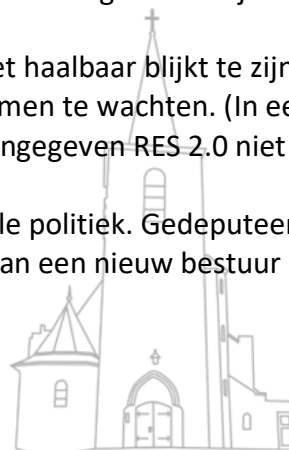 et haalbaar blijkt te zijn
men te wachten. (In ee
ngegeven RES 2.0 niet
le politiek. Gedeputeer
an een nieuw bestuur